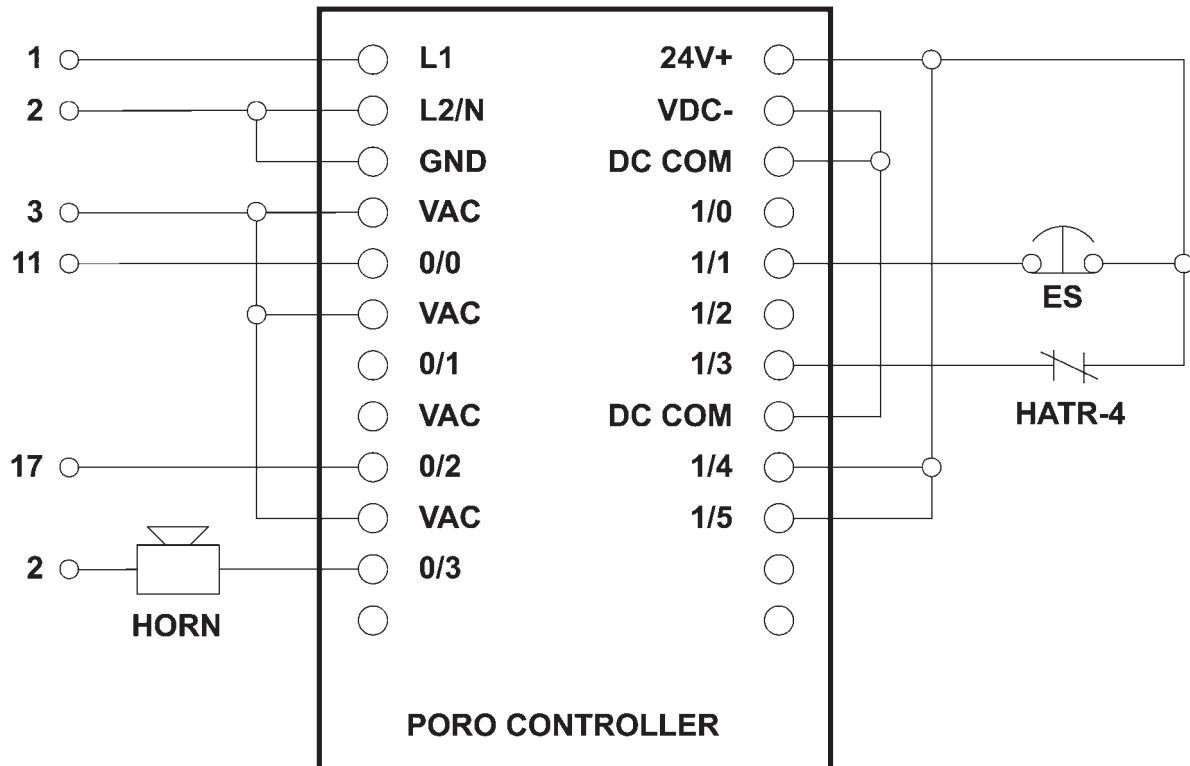 1 L1 24V+
2 L2/N VDC-
GND DC COM
3 VAC 1/0
11 0/0 1/1
ES
VAC 1/2
0/1 1/3
HATR-4
VAC DC COM
17 0/2 1/4
VAC 1/5
2 0/3
HORN
PORO CONTROLLER